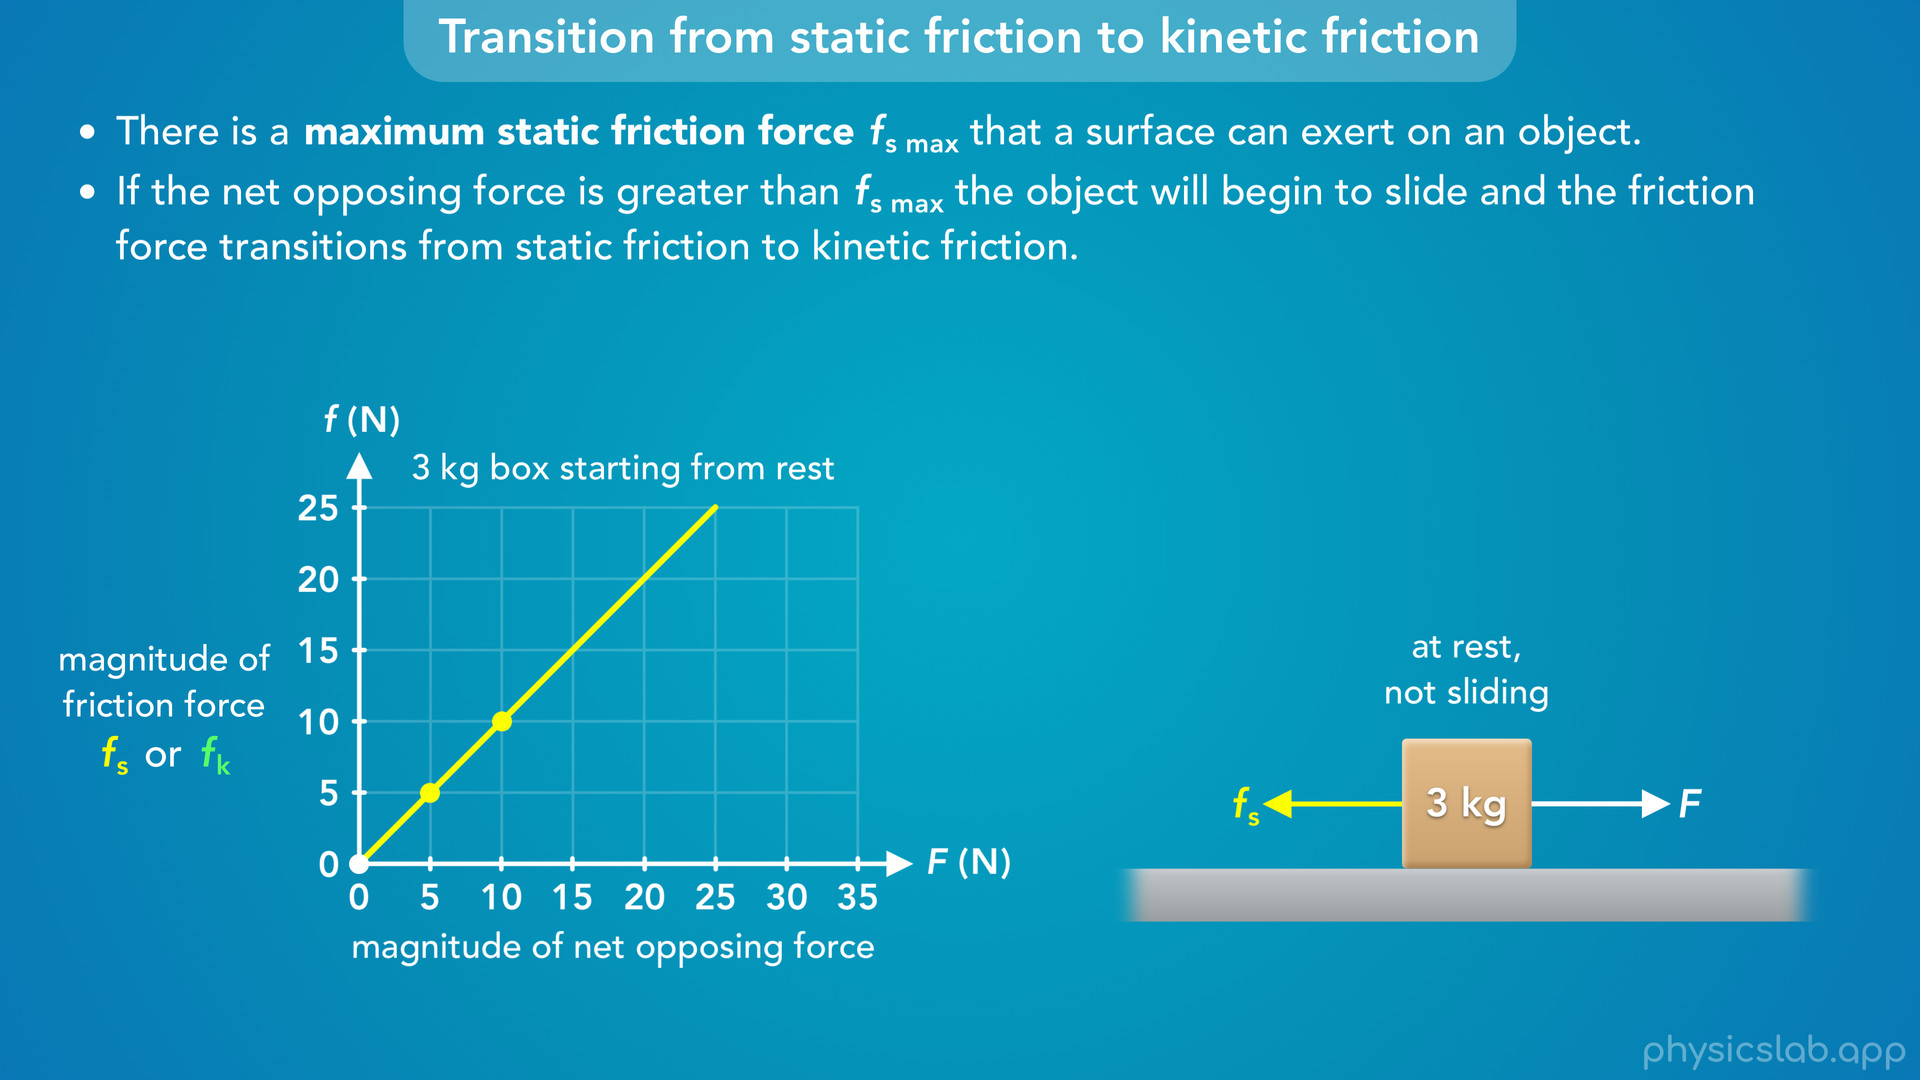 Transition from static friction to kinetic friction
• There is a maximum static friction force fs max that a surface can exert on an object.
• If the net opposing force is greater than fs max the object will begin to slide and the friction
force transitions from static friction to kinetic friction.
f (N)
3 kg box starting from rest
25
20
15
10
5
0
magnitude of
friction force
fs or fk
0 5 10 15 20 25 30 35
F (N)
magnitude of net opposing force
at rest,
not sliding
fs
3 kg
F
physicslab.app